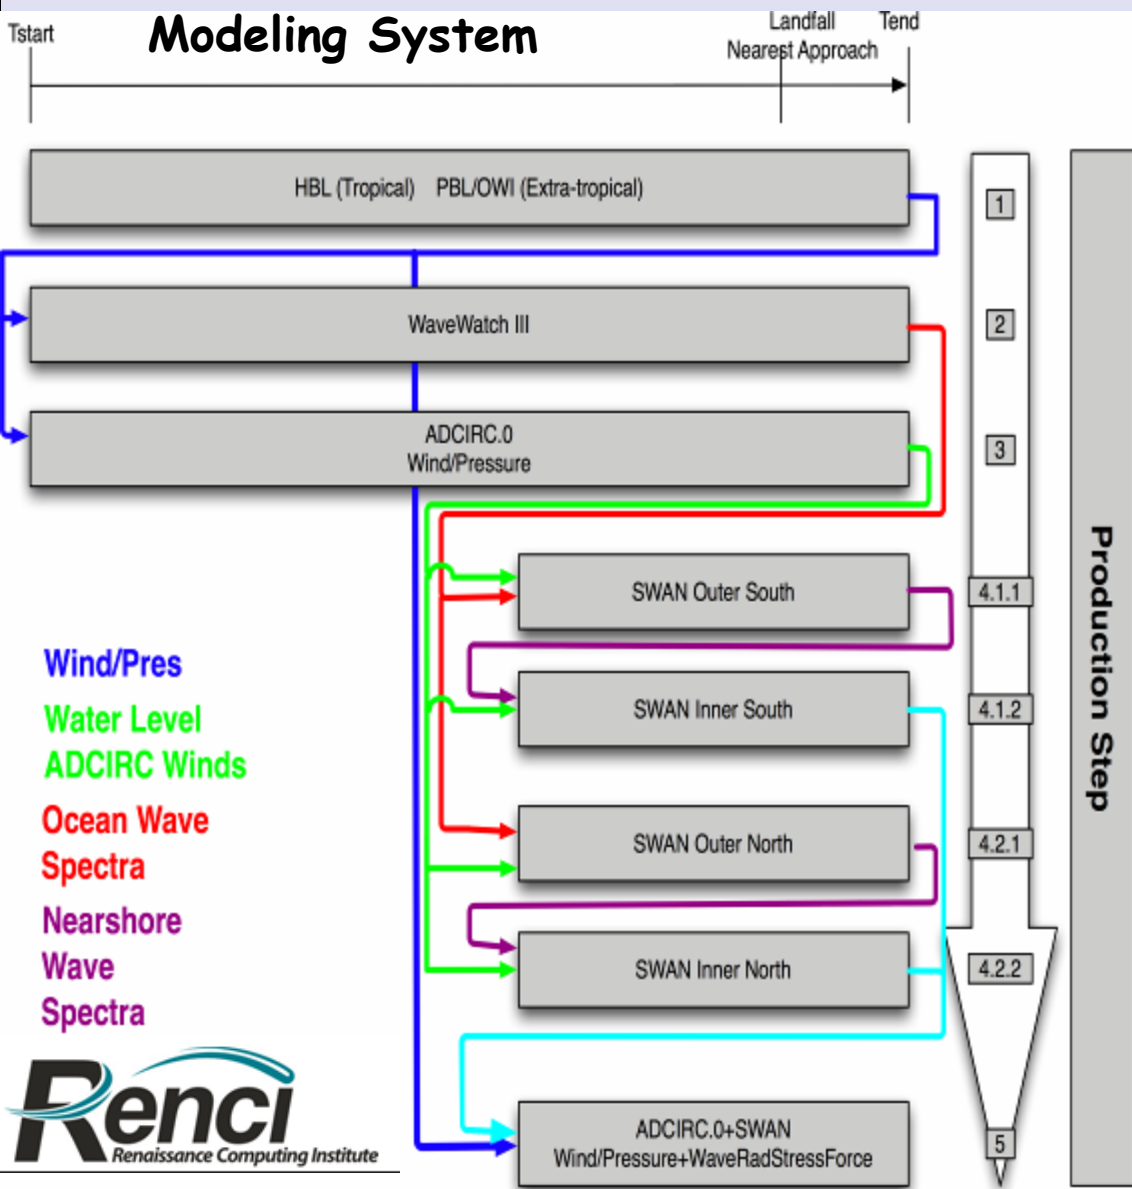 Modeling System
Tstart
Landfall
Nearest Approach
Tend
HBL (Tropical) PBL/OWI (Extra-tropical)
1
WaveWatch III
2
ADCIRC.0
Wind/Pressure
3
SWAN Outer South
4.1.1
SWAN Inner South
4.1.2
SWAN Outer North
4.2.1
SWAN Inner North
4.2.2
ADCIRC.0+SWAN
Wind/Pressure+WaveRadStressForce
5
Production Step
Wind/Pres
Water Level
ADCIRC Winds
Ocean Wave
Spectra
Nearshore
Wave
Spectra
Renci
Renaissance Computing Institute